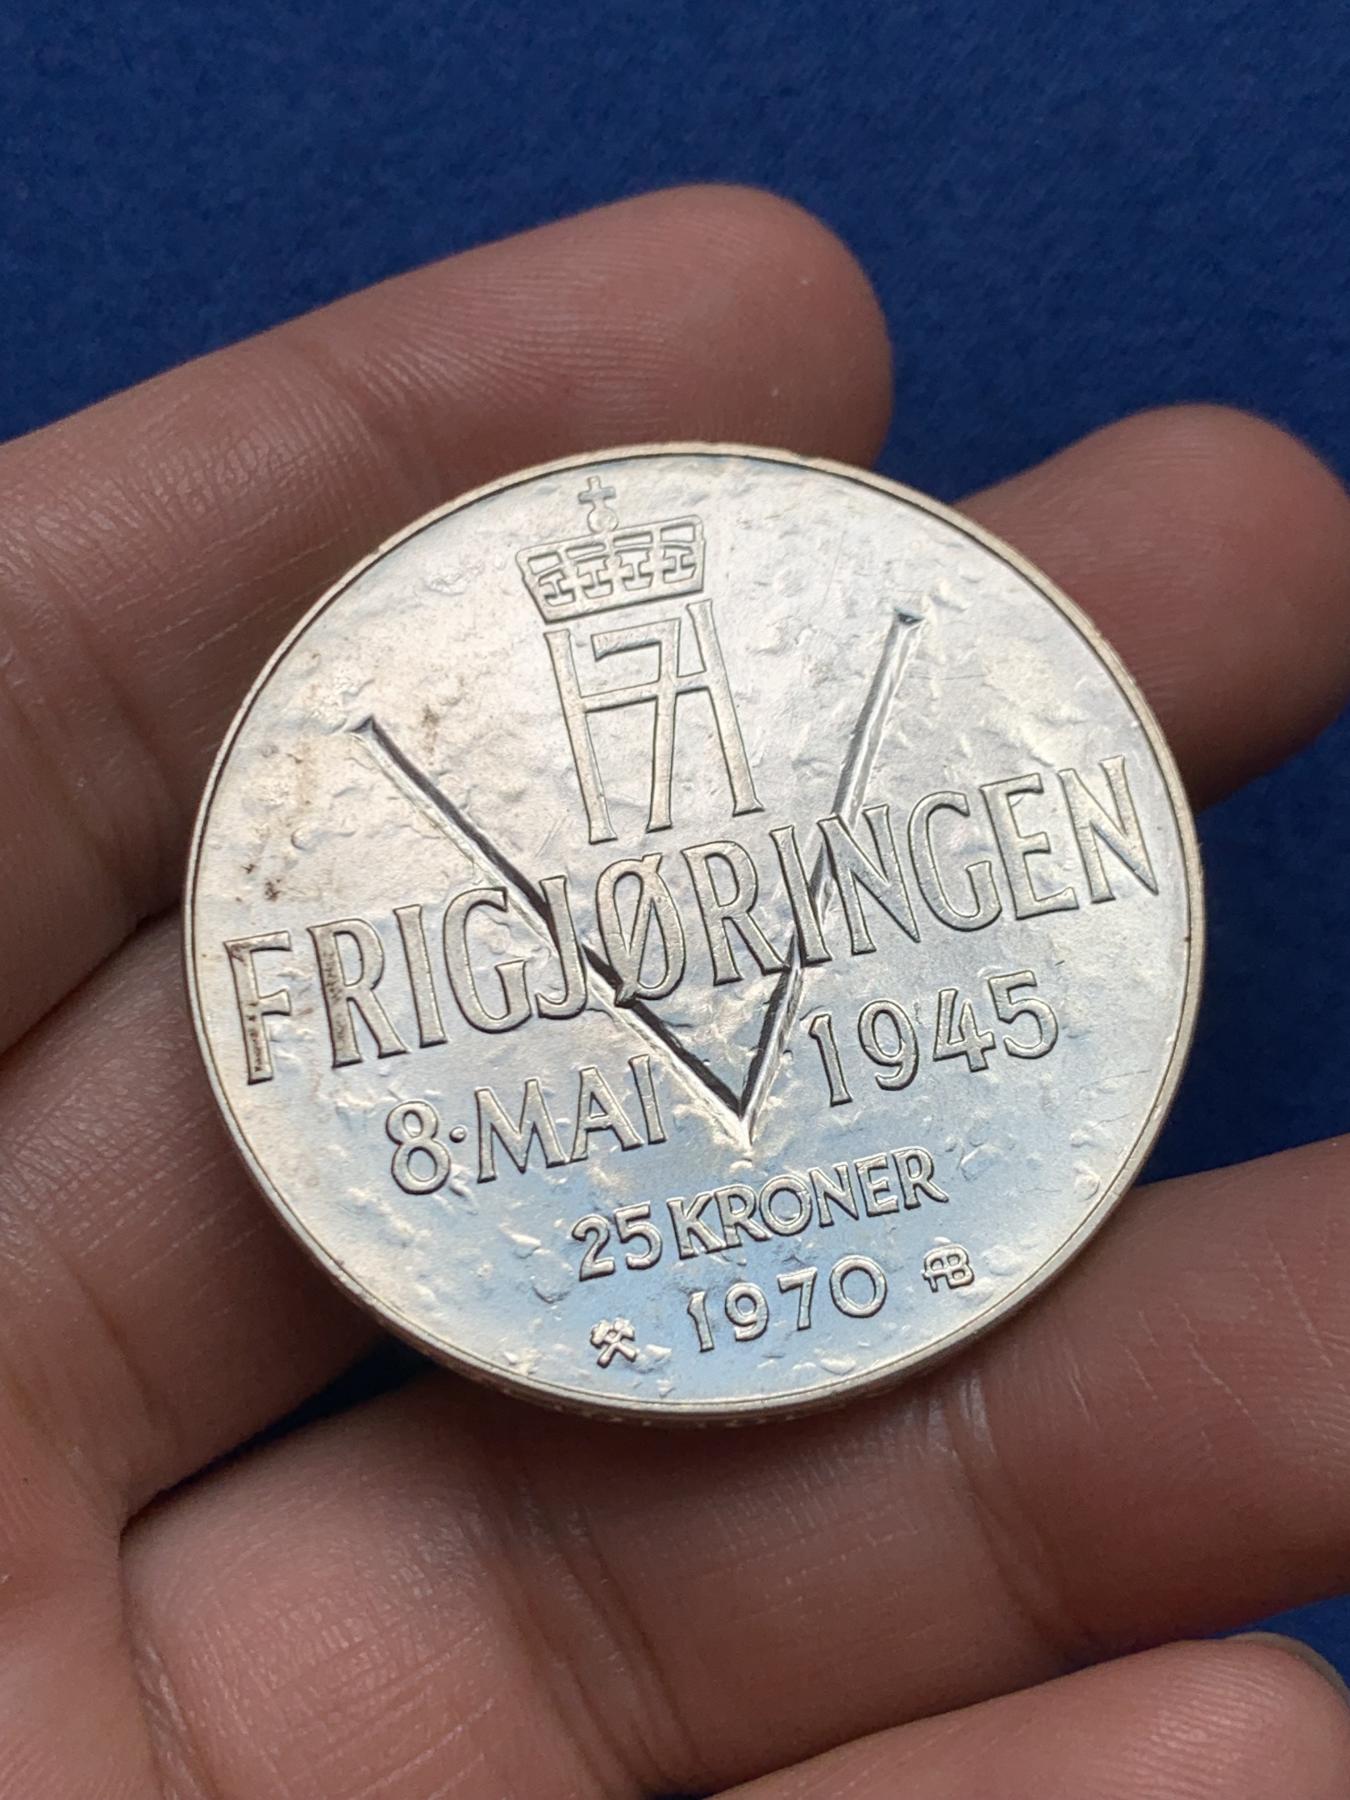 H7
FRIGJØRINGEN
8·MAI 1945
25 KRONER
1970 AB